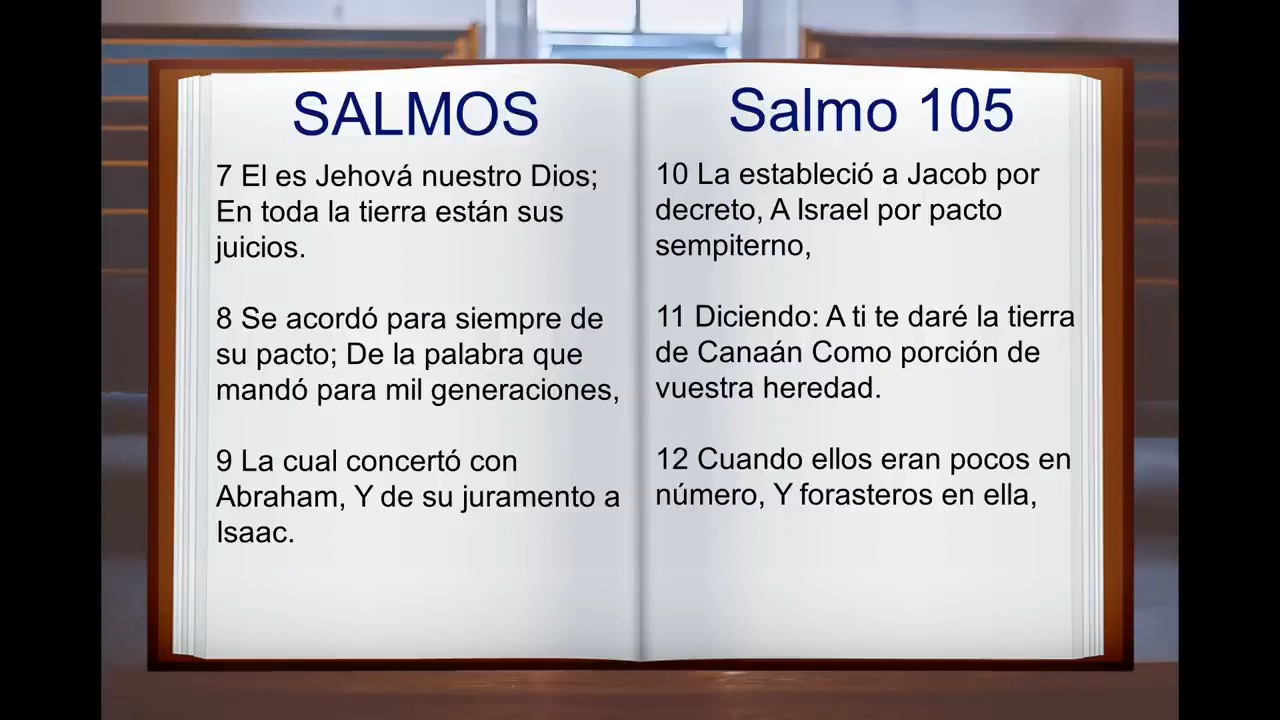 SALMOS
7 El es Jehová nuestro Dios;
En toda la tierra están sus
juicios.
8 Se acordó para siempre de
su pacto; De la palabra que
mandó para mil generaciones,
9 La cual concertó con
Abraham, Y de su juramento a
Isaac.
Salmo 105
10 La estableció a Jacob por
decreto, A Israel por pacto
sempiterno,
11 Diciendo: A ti te daré la tierra
de Canaán Como porción de
vuestra heredad.
12 Cuando ellos eran pocos en
número, Y forasteros en ella,